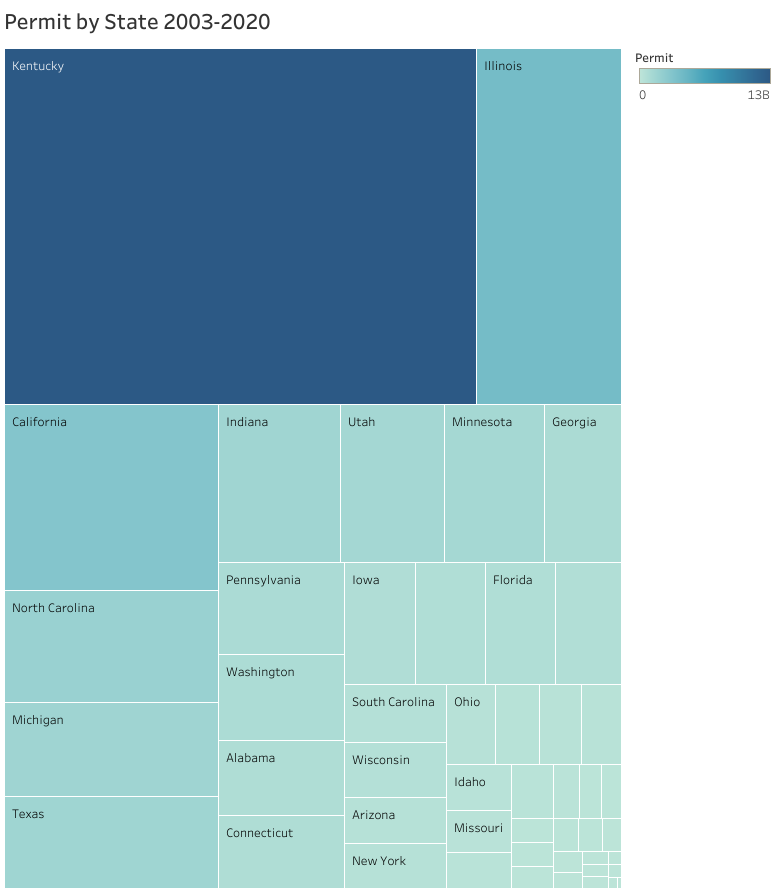 Permit by State 2003-2020
Permit
0 13B
Kentucky
Illinois
California
Indiana
Utah
Minnesota
Georgia
Pennsylvania
Iowa
Florida
North Carolina
Washington
South Carolina
Ohio
Michigan
Alabama
Wisconsin
Idaho
Texas
Arizona
Missouri
Connecticut
New York